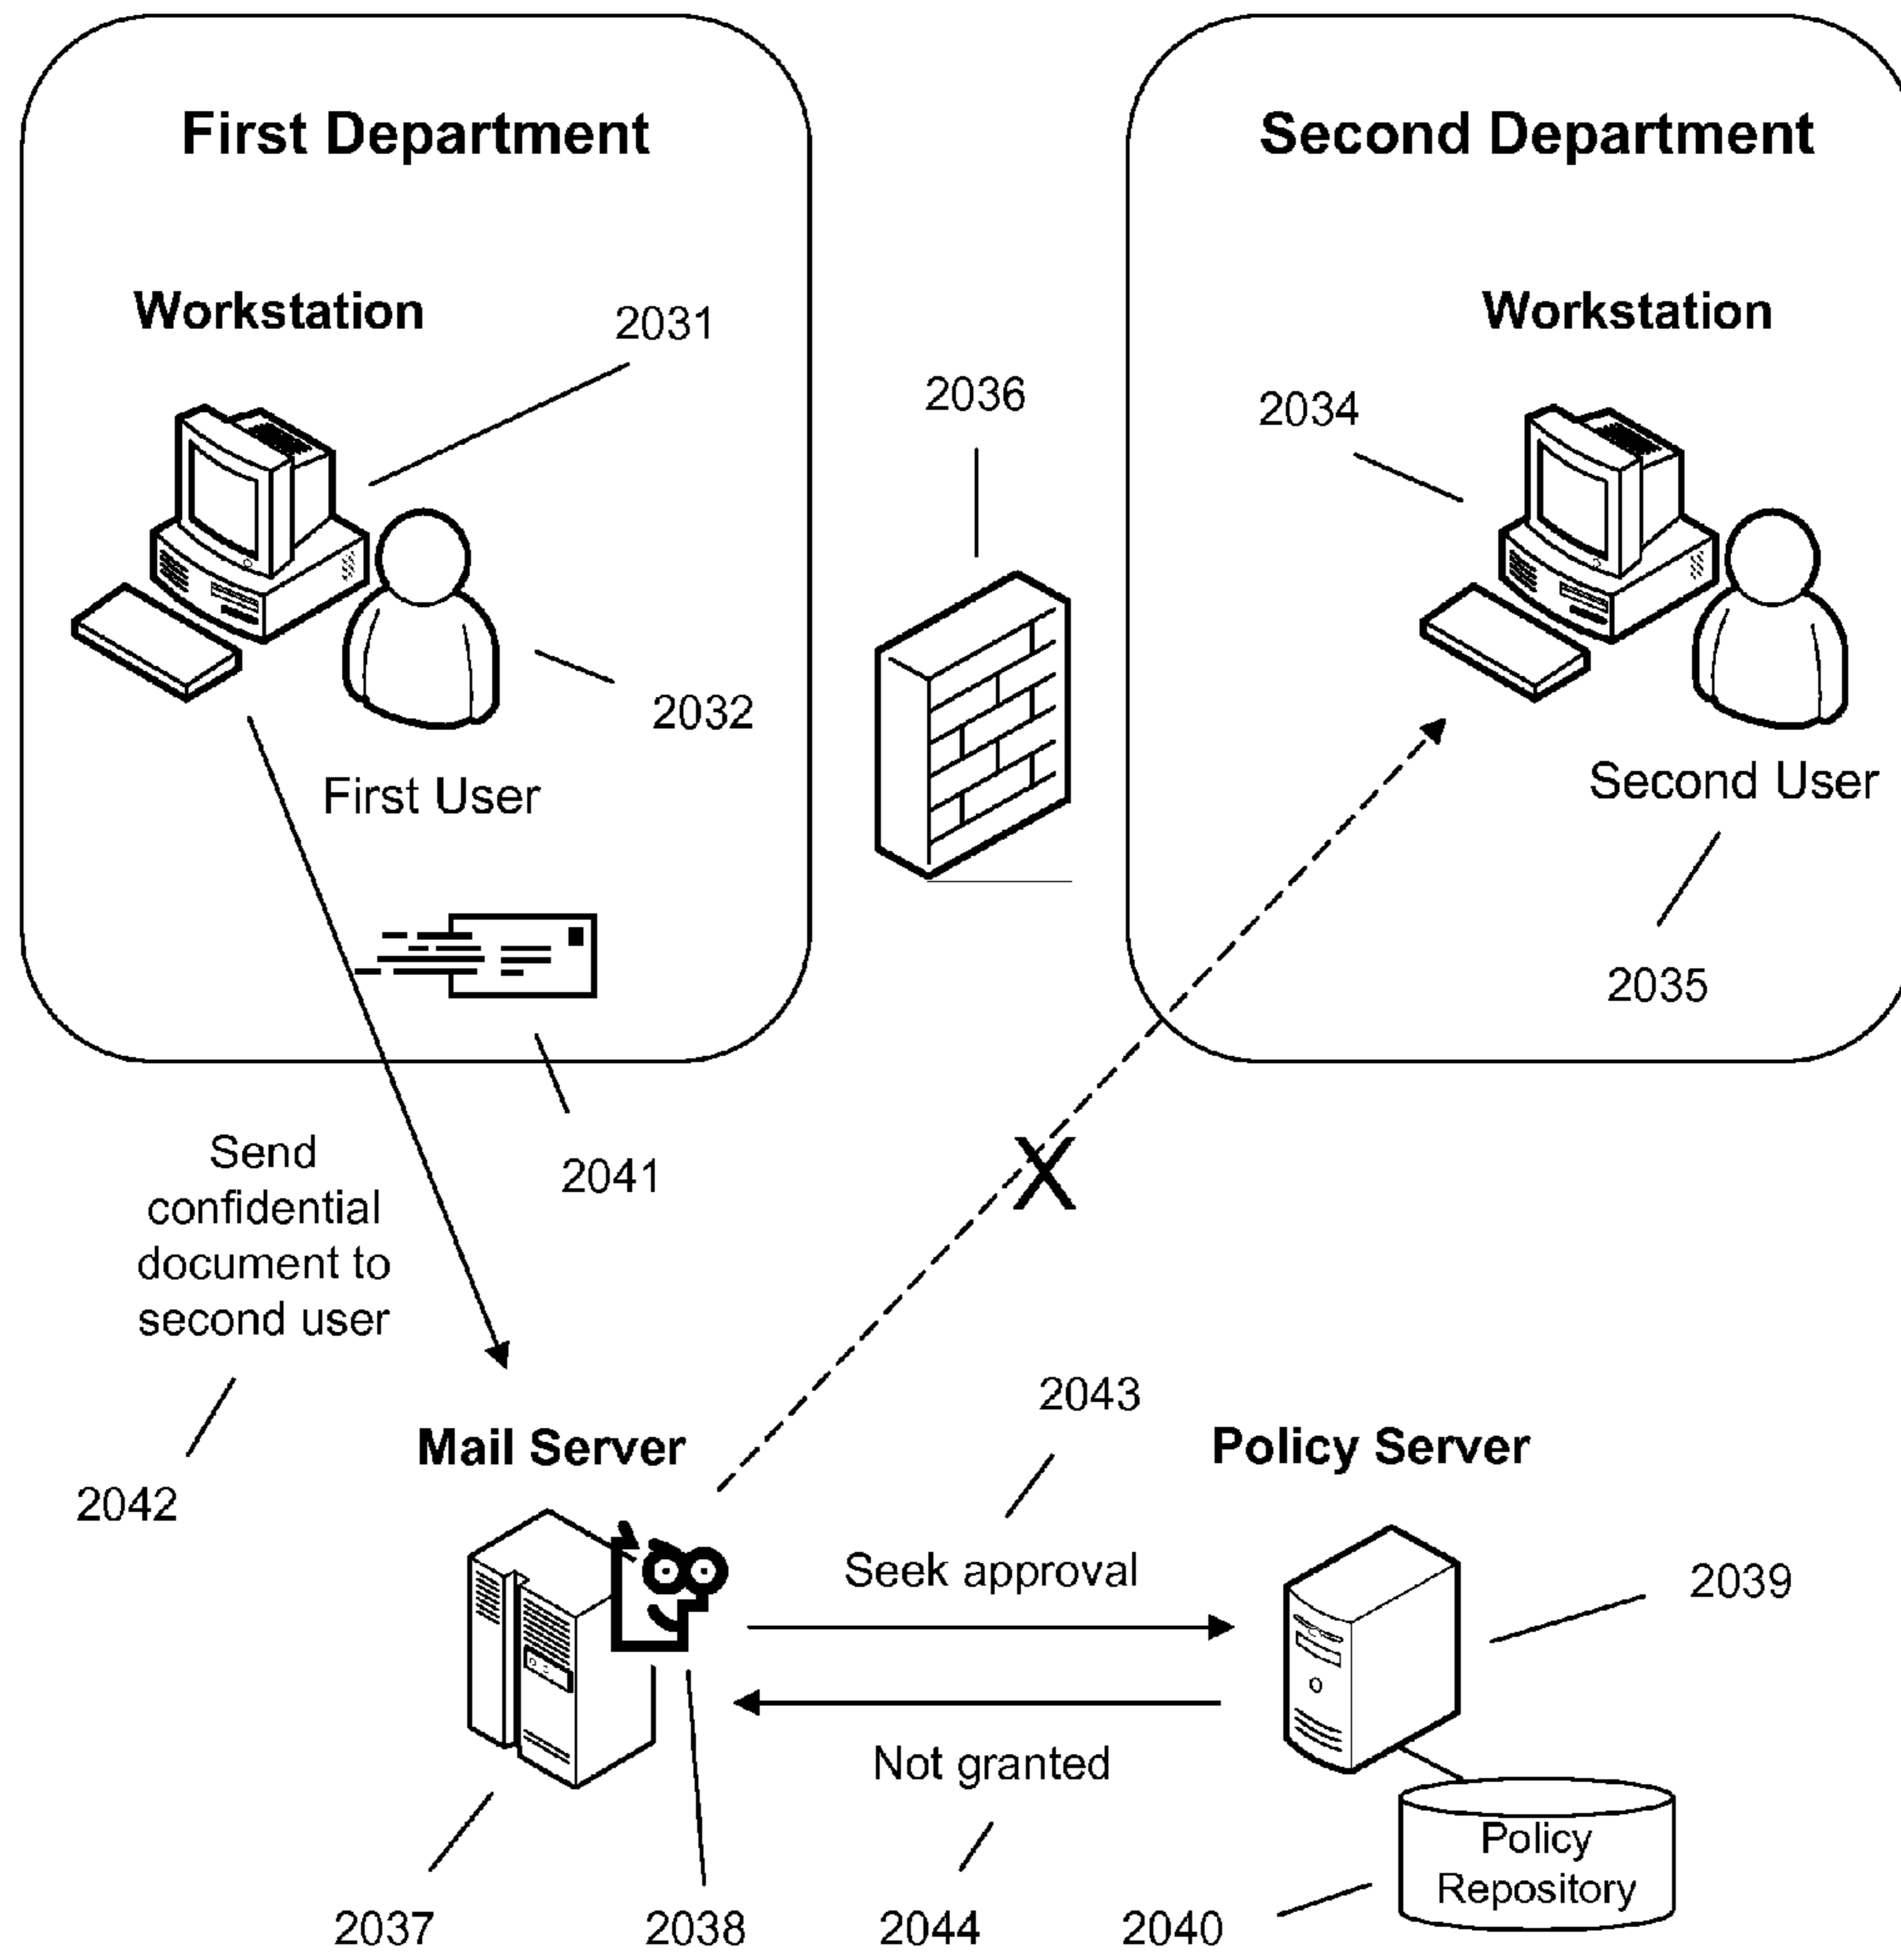 First Department
Second Department
Workstation
2031
Workstation
2036
2034
2032
First User
Second User
2035
2041
Send
confidential
document to
second user
2042
2043
Mail Server
Policy Server
Seek approval
2039
Not granted
Policy
Repository
2037
2038
2044
2040